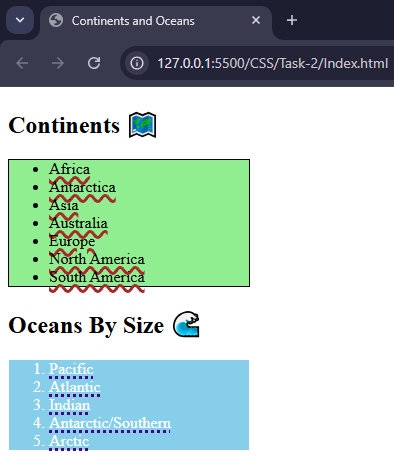 Continents and Oceans
127.0.0.1:5500/CSS/Task-2/Index.html
Continents 🗺️
• Africa
• Antarctica
• Asia
• Australia
• Europe
• North America
• South America
Oceans By Size 🌊
1. Pacific
2. Atlantic
3. Indian
4. Antarctic/Southern
5. Arctic